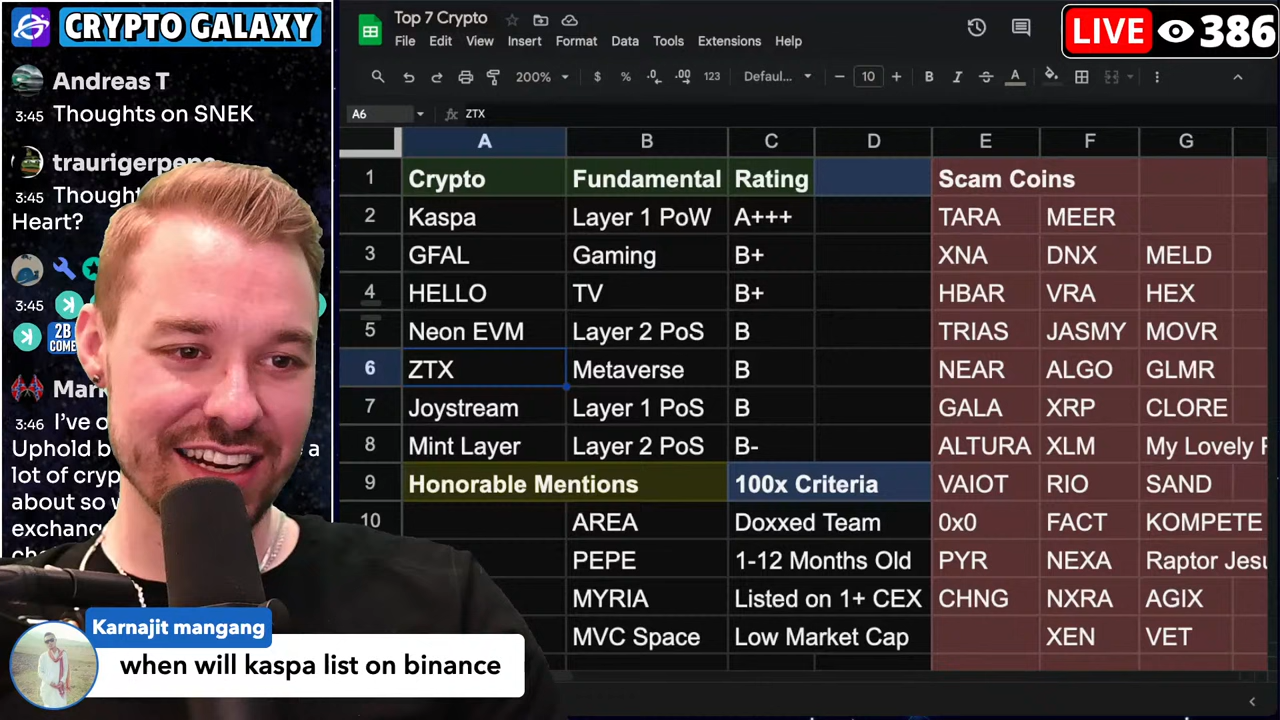 CRYPTO GALAXY
Andreas T
3:45 Thoughts on SNEK
traurigerpepe
3:45
Heart?
3:45
2B
3:46 I've
Uphold
a
lot of cryp
about so
exchang
Top 7 Crypto
File Edit View Insert Format Data Tools Extensions Help
200% $ % .0 .00 123 Defaul... 10 B I S A
A6 fx ZTX
A B C D E F G
1 Crypto Fundamental Rating Scam Coins
2 Kaspa Layer 1 PoW A+++ TARA MEER
3 GFAL Gaming B+ XNA DNX MELD
4 HELLO TV B+ HBAR VRA HEX
5 Neon EVM Layer 2 PoS B TRIAS JASMY MOVR
6 ZTX Metaverse B NEAR ALGO GLMR
7 Joystream Layer 1 PoS B GALA XRP CLORE
8 Mint Layer Layer 2 PoS B- ALTURA XLM My Lovely
9 Honorable Mentions 100x Criteria VAIOT RIO SAND
10 AREA Doxxed Team 0x0 FACT KOMPETE
PEPE 1-12 Months Old PYR NEXA Raptor
MYRIA Listed on 1+ CEX CHNG NXRA AGIX
MVC Space Low Market Cap XEN VET
LIVE 386
Karnajit mangang
when will kaspa list on binance